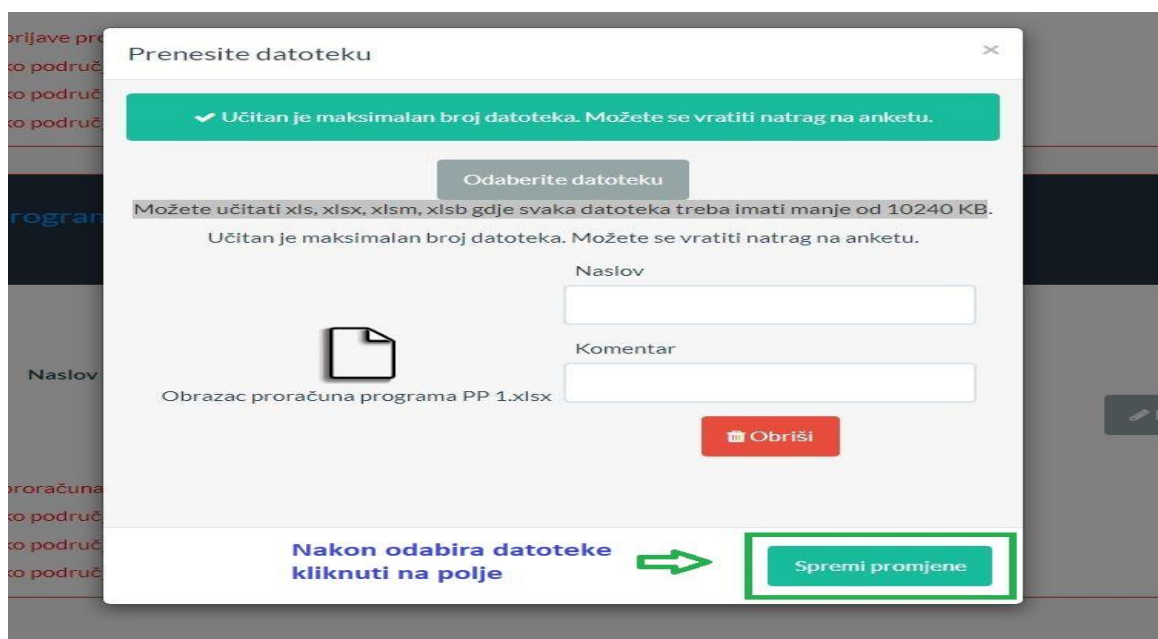 Prenesite datoteku
×
✔ Učitan je maksimalan broj datoteka. Možete se vratiti natrag na anketu.
Odaberite datoteku
Možete učitati xls, xlsx, xlsm, xlsb gdje svaka datoteka treba imati manje od 10240 KB.
Učitan je maksimalan broj datoteka. Možete se vratiti natrag na anketu.
Naslov
Komentar
Naslov
Obrazac proračuna programa PP 1.xlsx
Obriši
proračuna
Nakon odabira datoteke
kliknuti na polje
Spremi promjene